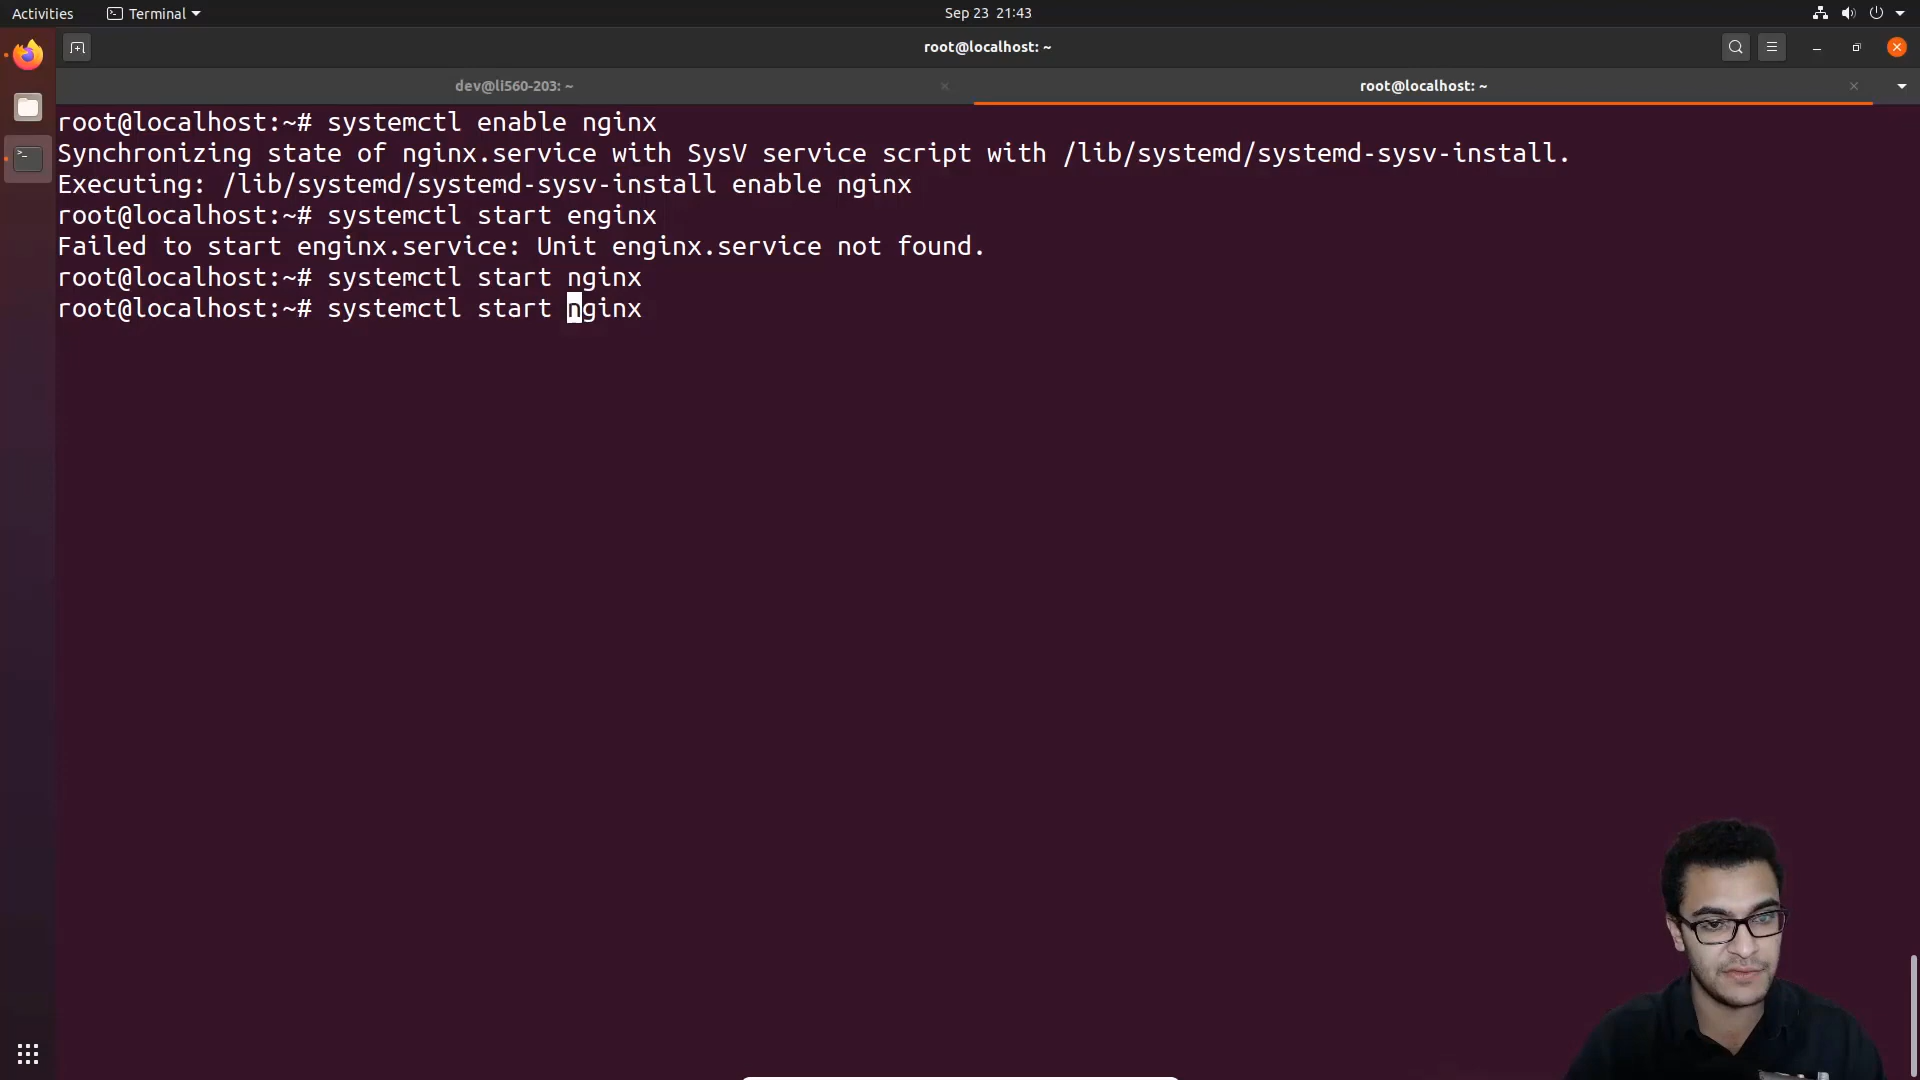 Activities
Terminal
Sep 23 21:43
root@localhost: ~
dev@li560-203: ~
root@localhost: ~
root@localhost:~# systemctl enable nginx
Synchronizing state of nginx.service with SysV service script with /lib/systemd/systemd-sysv-install.
Executing: /lib/systemd/systemd-sysv-install enable nginx
root@localhost:~# systemctl start enginx
Failed to start enginx.service: Unit enginx.service not found.
root@localhost:~# systemctl start nginx
root@localhost:~# systemctl start nginx